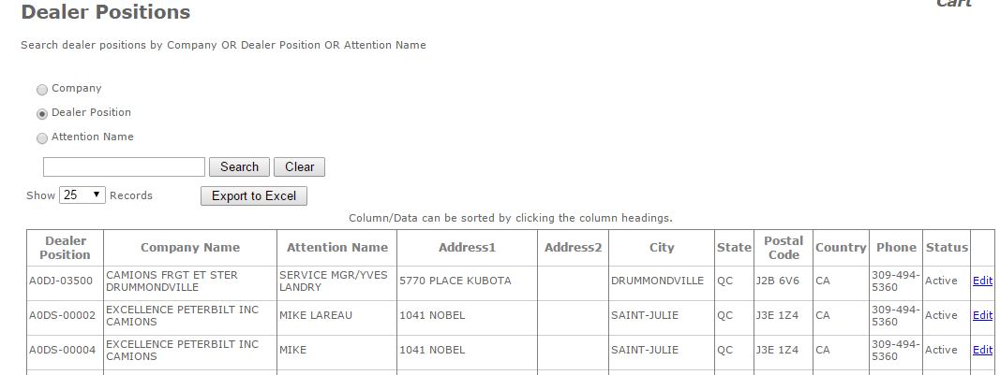 Cart
Dealer Positions
Search dealer positions by Company OR Dealer Position OR Attention Name
Company
Dealer Position
Attention Name
Search Clear
Show 25 Records Export to Excel
Column/Data can be sorted by clicking the column headings.
Dealer Position Company Name Attention Name Address1 Address2 City State Postal Code Country Phone Status
A0DJ-03500 CAMIONS FRGT ET STER DRUMMONDVILLE SERVICE MGR/YVES LANDRY 5770 PLACE KUBOTA DRUMMONDVILLE QC J2B 6V6 CA 309-494-5360 Active Edit
A0DS-00002 EXCELLENCE PETERBILT INC CAMIONS MIKE LAREAU 1041 NOBEL SAINT-JULIE QC J3E 1Z4 CA 309-494-5360 Active Edit
A0DS-00004 EXCELLENCE PETERBILT INC CAMIONS MIKE 1041 NOBEL SAINT-JULIE QC J3E 1Z4 CA 309-494-5360 Active Edit